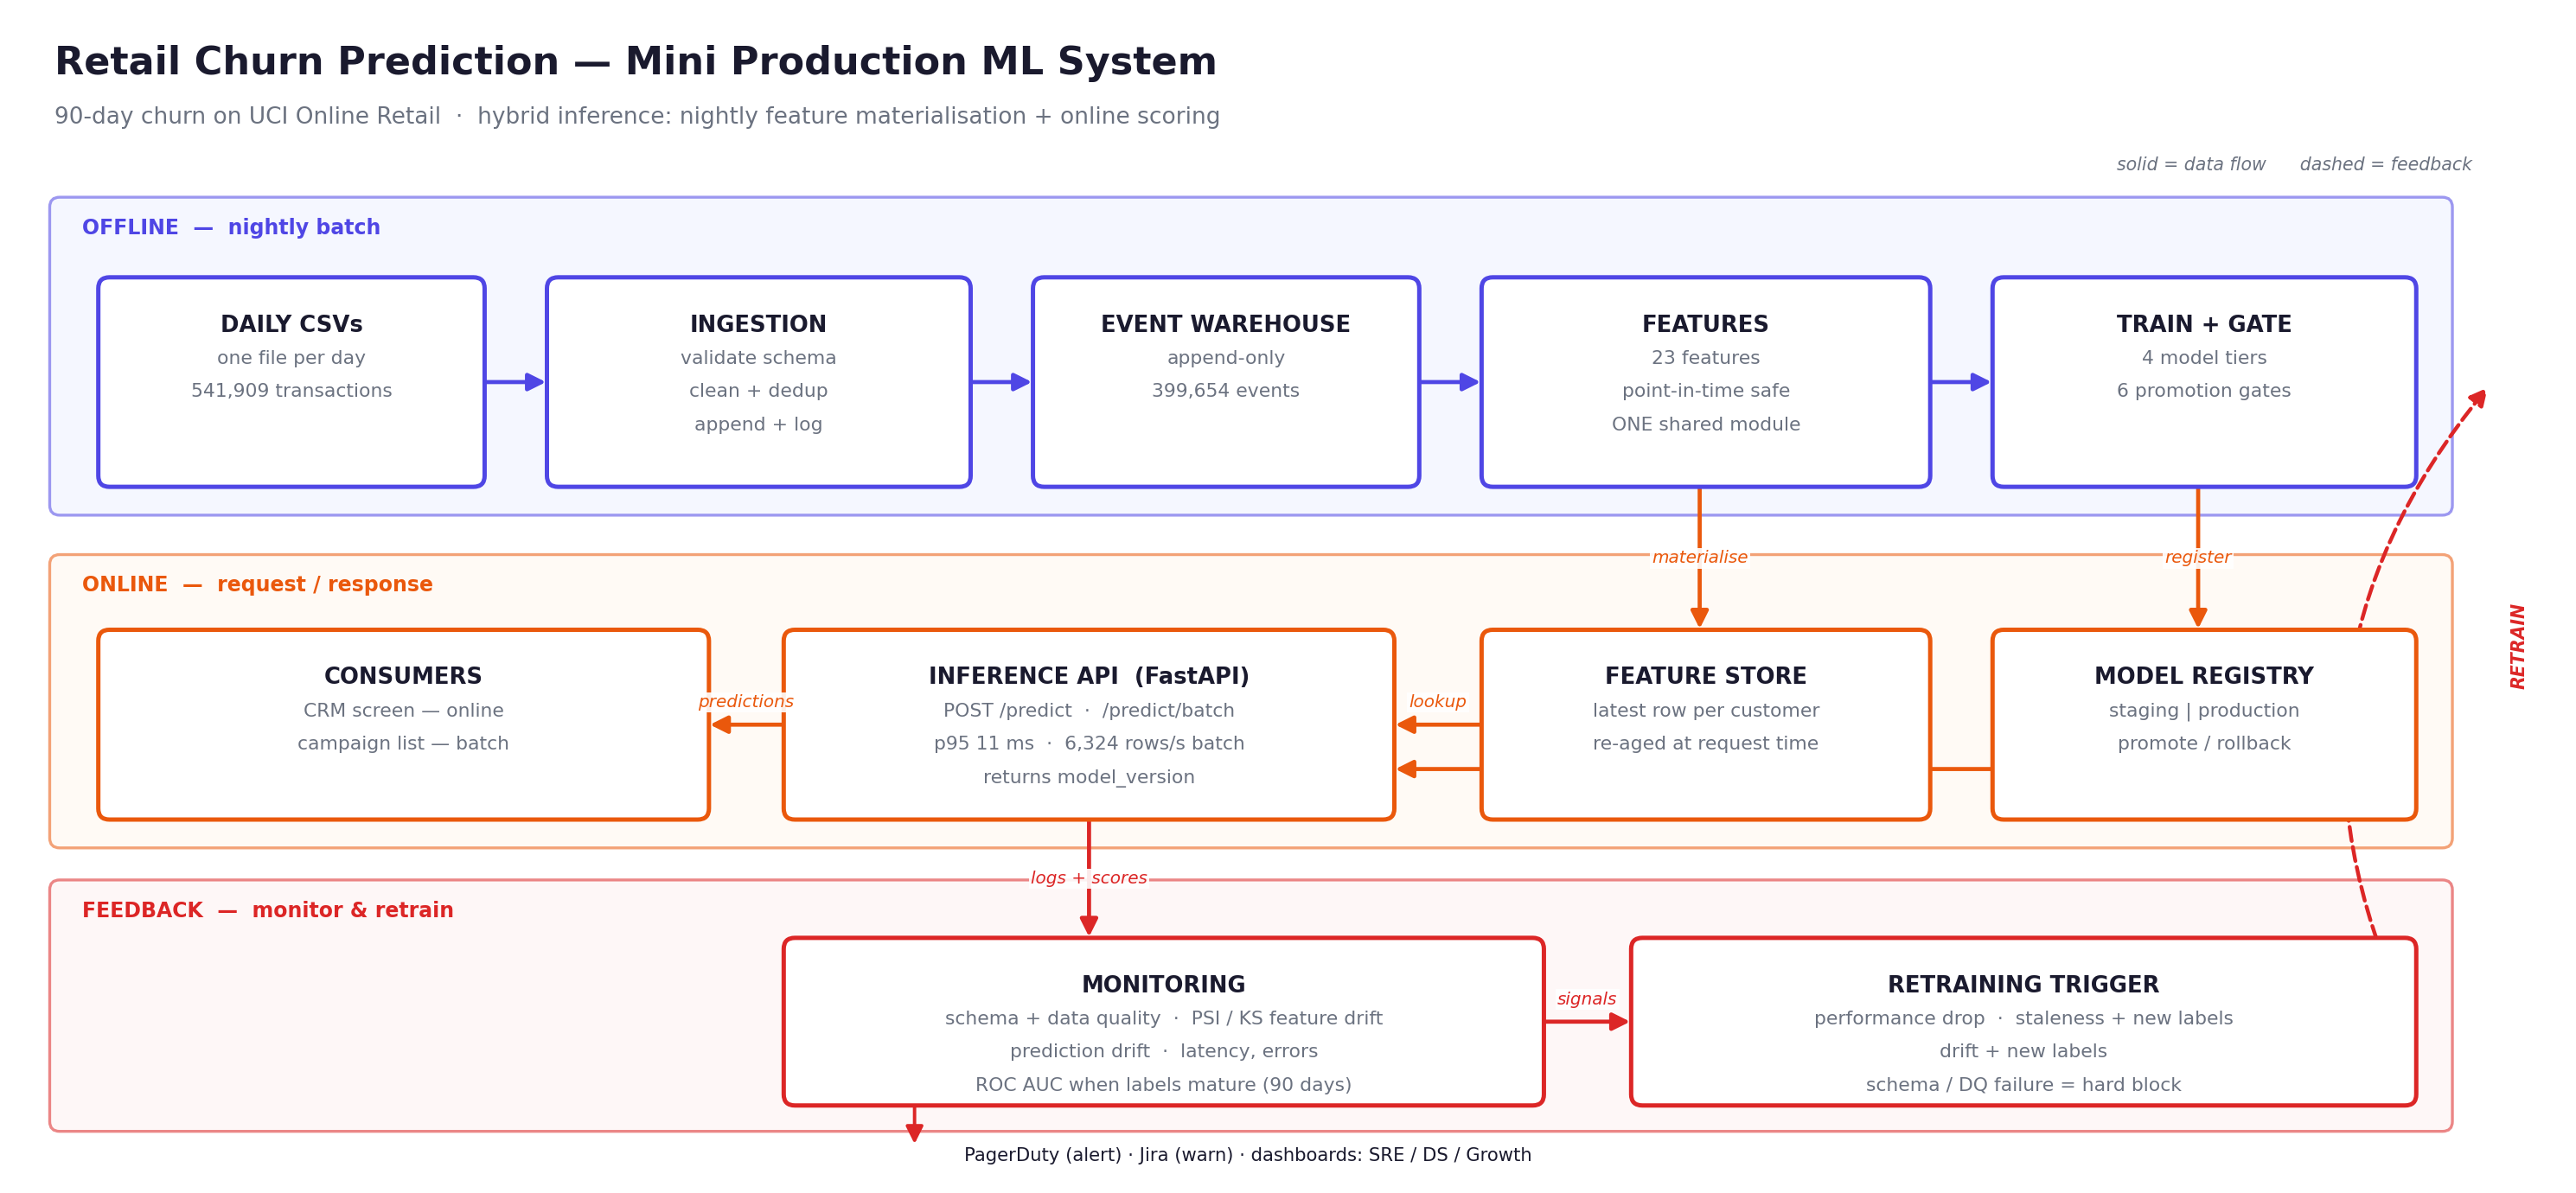 Retail Churn Prediction — Mini Production ML System
90-day churn on UCI Online Retail · hybrid inference: nightly feature materialisation + online scoring
solid = data flow dashed = feedback
OFFLINE — nightly batch
DAILY CSVs
one file per day
541,909 transactions
INGESTION
validate schema
clean + dedup
append + log
EVENT WAREHOUSE
append-only
399,654 events
FEATURES
23 features
point-in-time safe
ONE shared module
TRAIN + GATE
4 model tiers
6 promotion gates
materialise
register
ONLINE — request / response
CONSUMERS
CRM screen — online
campaign list — batch
predictions
INFERENCE API (FastAPI)
POST /predict · /predict/batch
p95 11 ms · 6,324 rows/s batch
returns model_version
lookup
FEATURE STORE
latest row per customer
re-aged at request time
MODEL REGISTRY
staging | production
promote / rollback
RETRAIN
logs + scores
FEEDBACK — monitor & retrain
MONITORING
schema + data quality · PSI / KS feature drift
prediction drift · latency, errors
ROC AUC when labels mature (90 days)
signals
RETRAINING TRIGGER
performance drop · staleness + new labels
drift + new labels
schema / DQ failure = hard block
PagerDuty (alert) · Jira (warn) · dashboards: SRE / DS / Growth